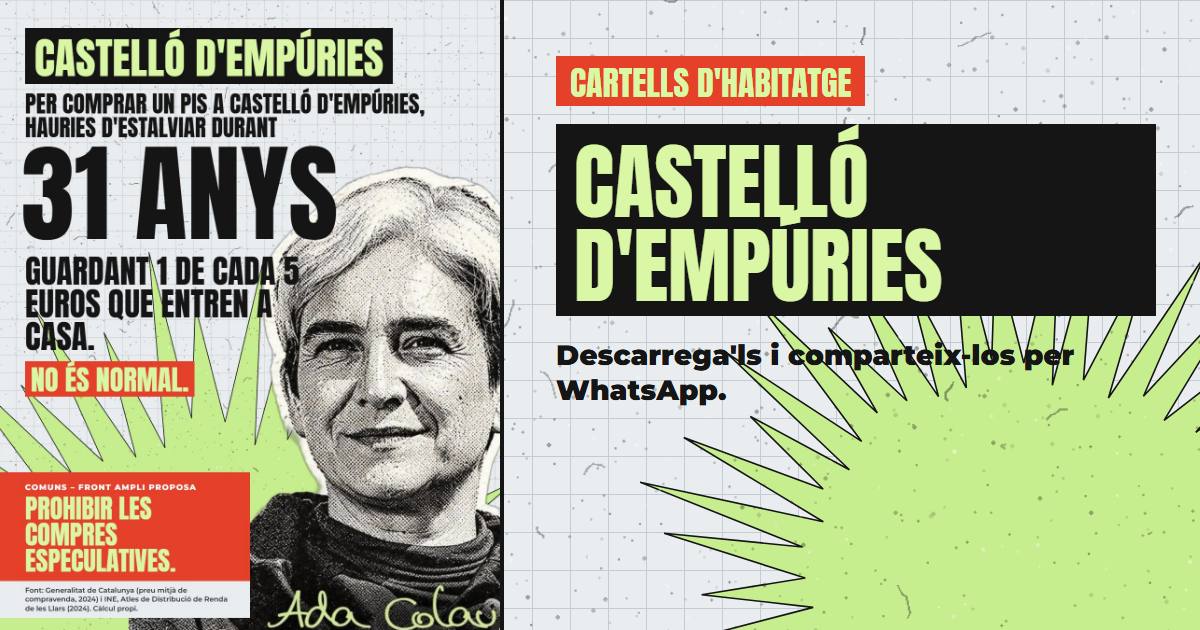 CASTELLÓ D'EMPÚRIES
PER COMPRAR UN PIS A CASTELLÓ D'EMPÚRIES,
HAURIES D'ESTALVIAR DURANT
31 ANYS
GUARDANT 1 DE CADA 5
EUROS QUE ENTREN A
CASA.
NO ÉS NORMAL.
COMUNS – FRONT AMPLI PROPOSA
PROHIBIR LES
COMPRES
ESPECULATIVES.
Font: Generalitat de Catalunya (preu mitjà de
compravenda, 2024) i INE, Atles de Distribució de Renda
de les Llars (2024). Càlcul propi.
Ada Colau
CARTELLS D'HABITATGE
CASTELLÓ
D'EMPÚRIES
Descarrega'ls i comparteix-los per
WhatsApp.